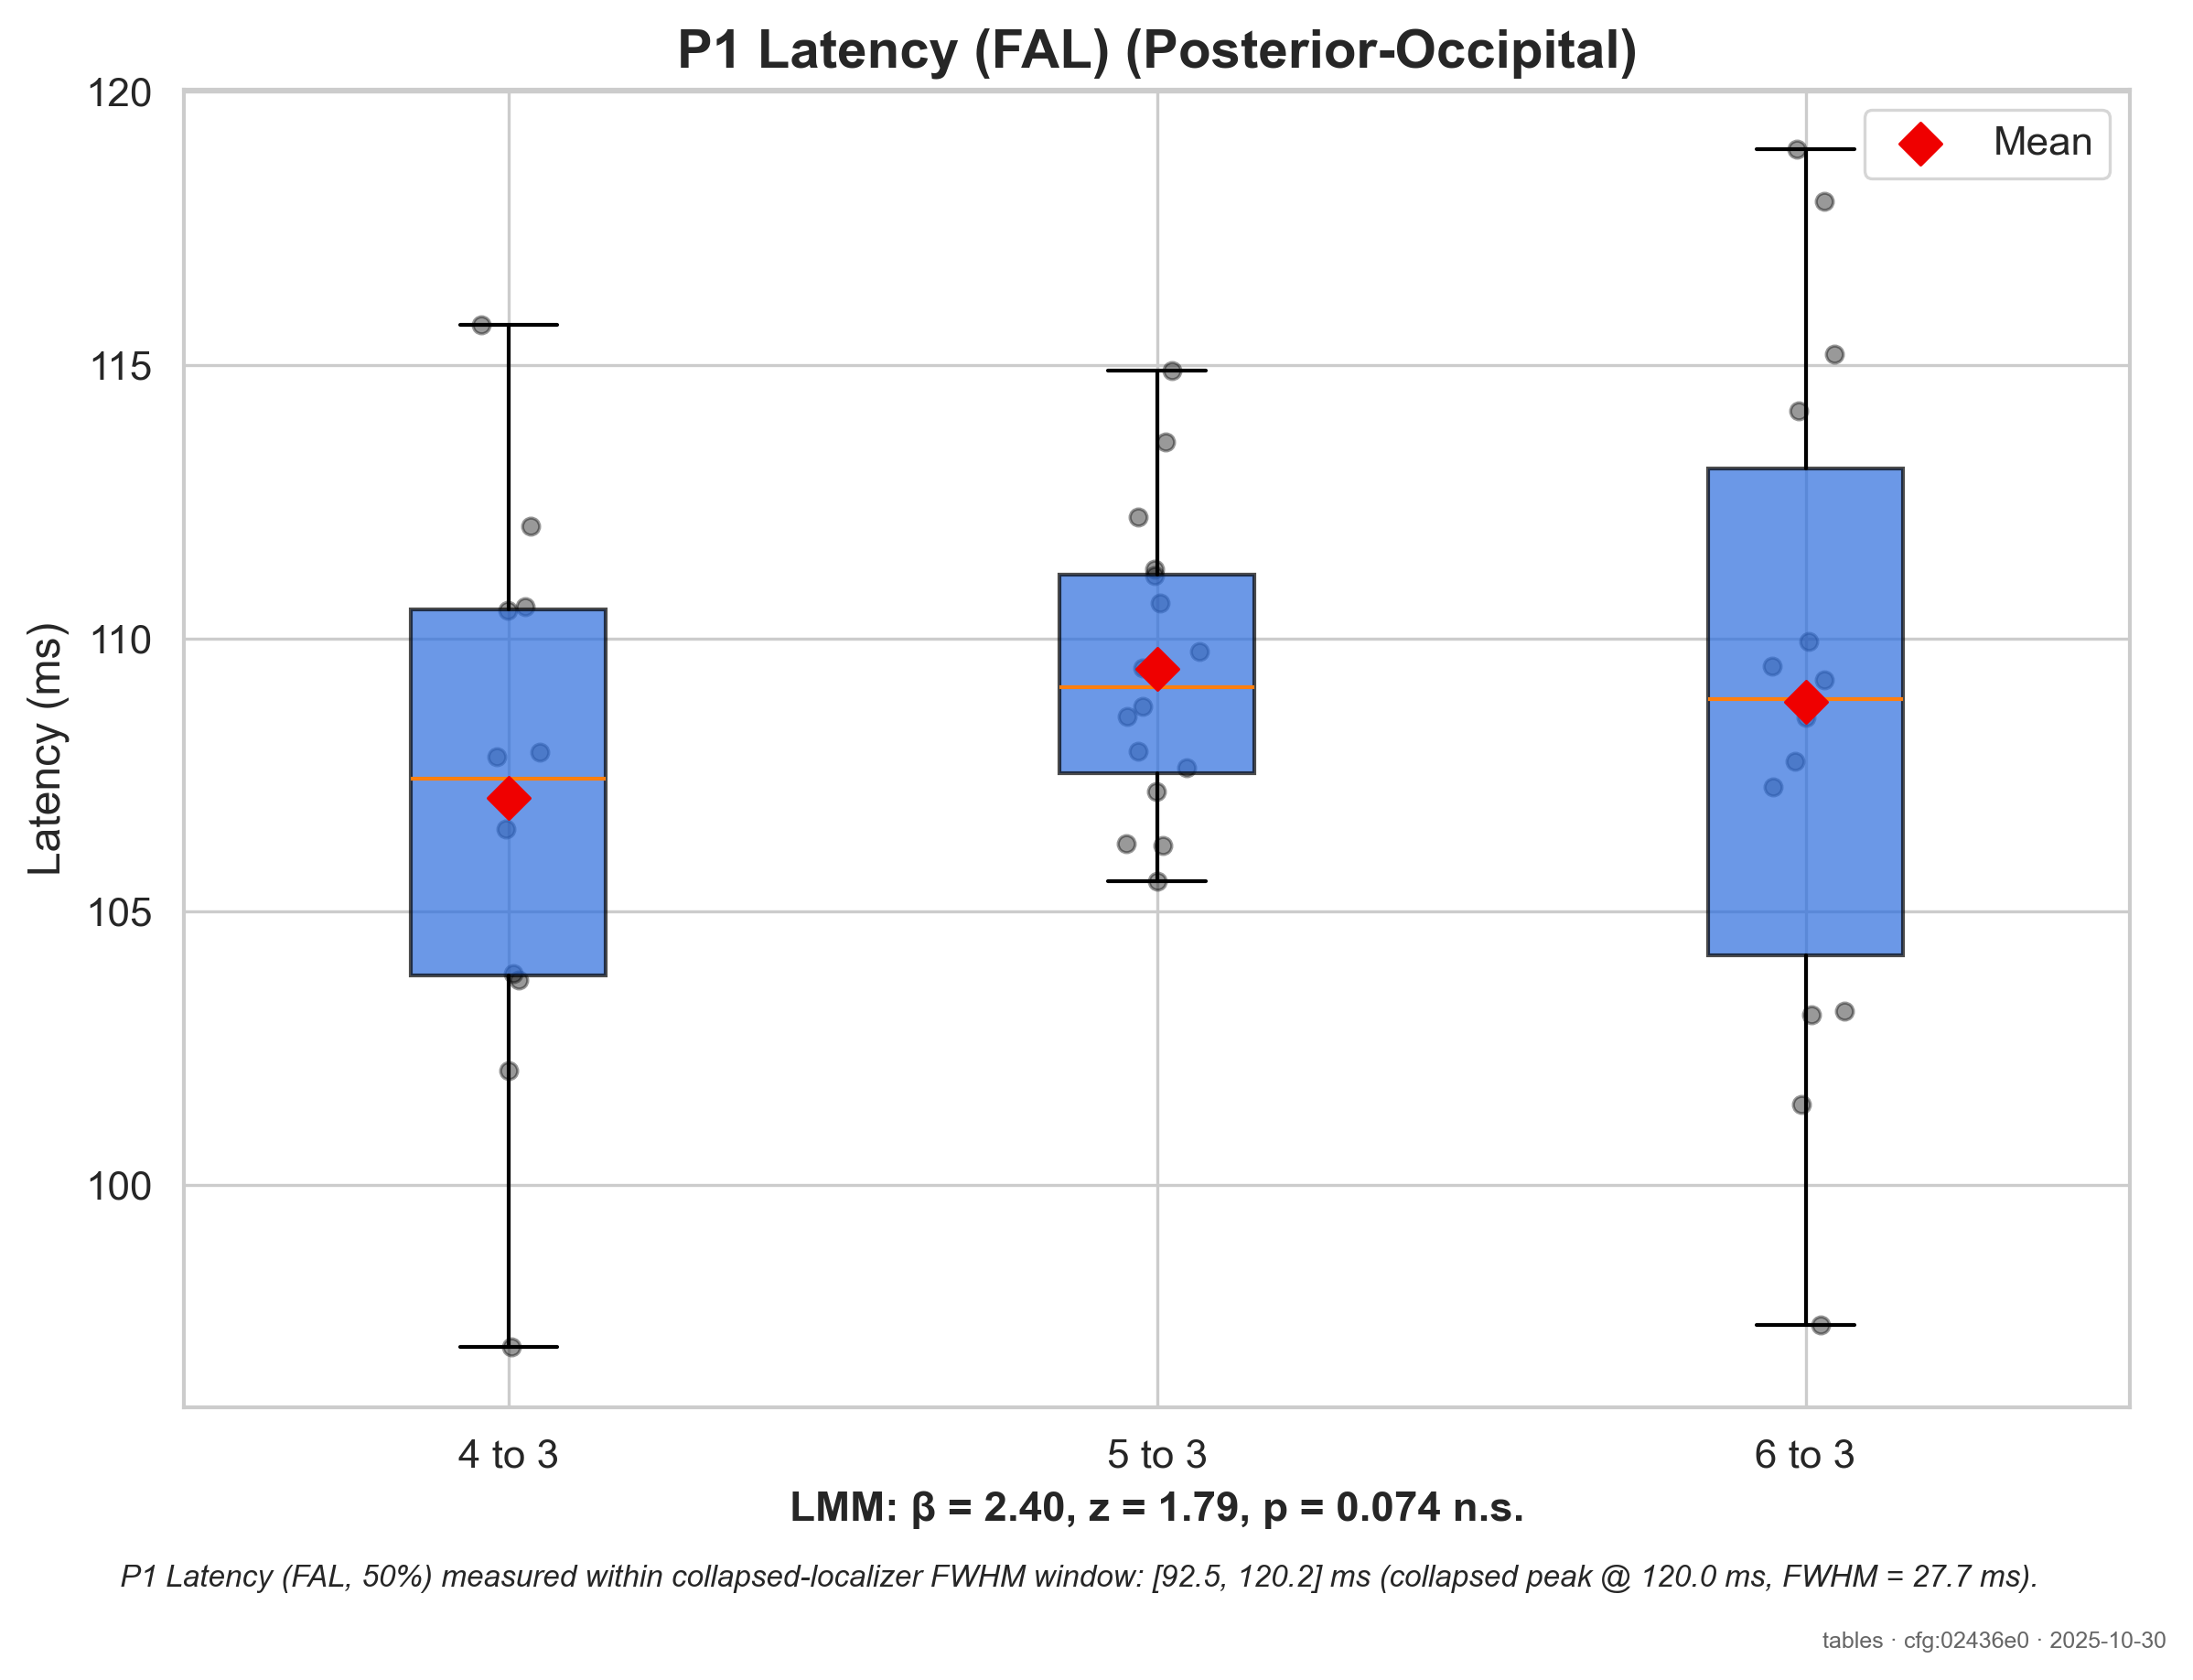 P1 Latency (FAL) (Posterior-Occipital)
120
115
110
105
100
Latency (ms)
Mean
4 to 3
5 to 3
6 to 3
LMM: β = 2.40, z = 1.79, p = 0.074 n.s.
P1 Latency (FAL, 50%) measured within collapsed-localizer FWHM window: [92.5, 120.2] ms (collapsed peak @ 120.0 ms, FWHM = 27.7 ms).
tables · cfg:02436e0 · 2025-10-30